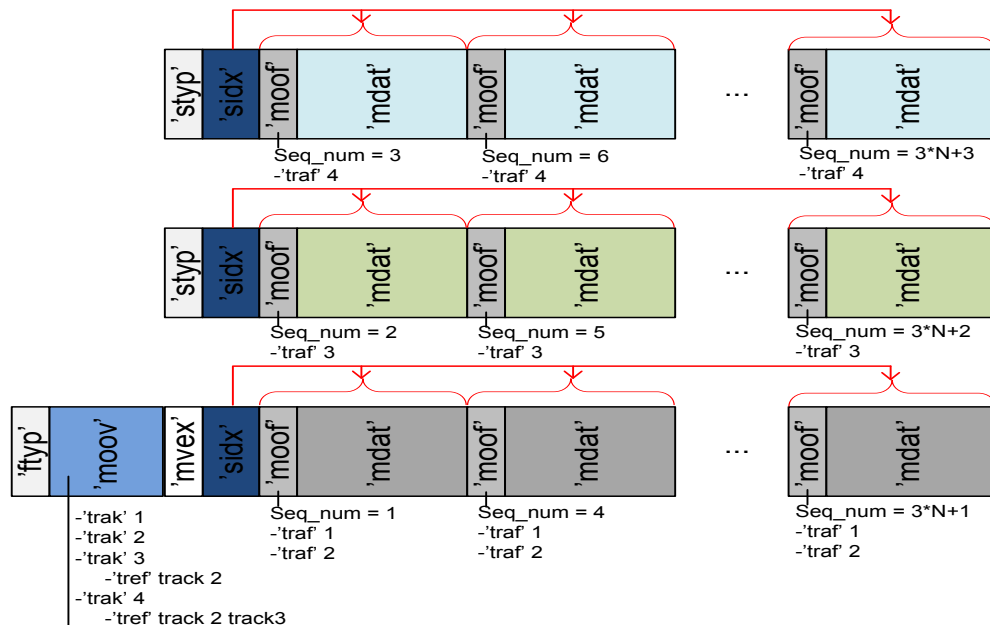 'styp'
'sidx'
'moof'
'mdat'
'moof'
'mdat'
...
'moof'
'mdat'
Seq_num = 3
-'traf' 4
Seq_num = 6
-'traf' 4
Seq_num = 3*N+3
-'traf' 4
'styp'
'sidx'
'moof'
'mdat'
'moof'
'mdat'
...
'moof'
'mdat'
Seq_num = 2
-'traf' 3
Seq_num = 5
-'traf' 3
Seq_num = 3*N+2
-'traf' 3
'ftyp'
'moov'
'mvex'
'sidx'
'moof'
'mdat'
'moof'
'mdat'
...
'moof'
'mdat'
Seq_num = 1
-'traf' 1
-'traf' 2
Seq_num = 4
-'traf' 1
-'traf' 2
Seq_num = 3*N+1
-'traf' 1
-'traf' 2
-'trak' 1
-'trak' 2
-'trak' 3
-'tref' track 2
-'trak' 4
-'tref' track 2 track3